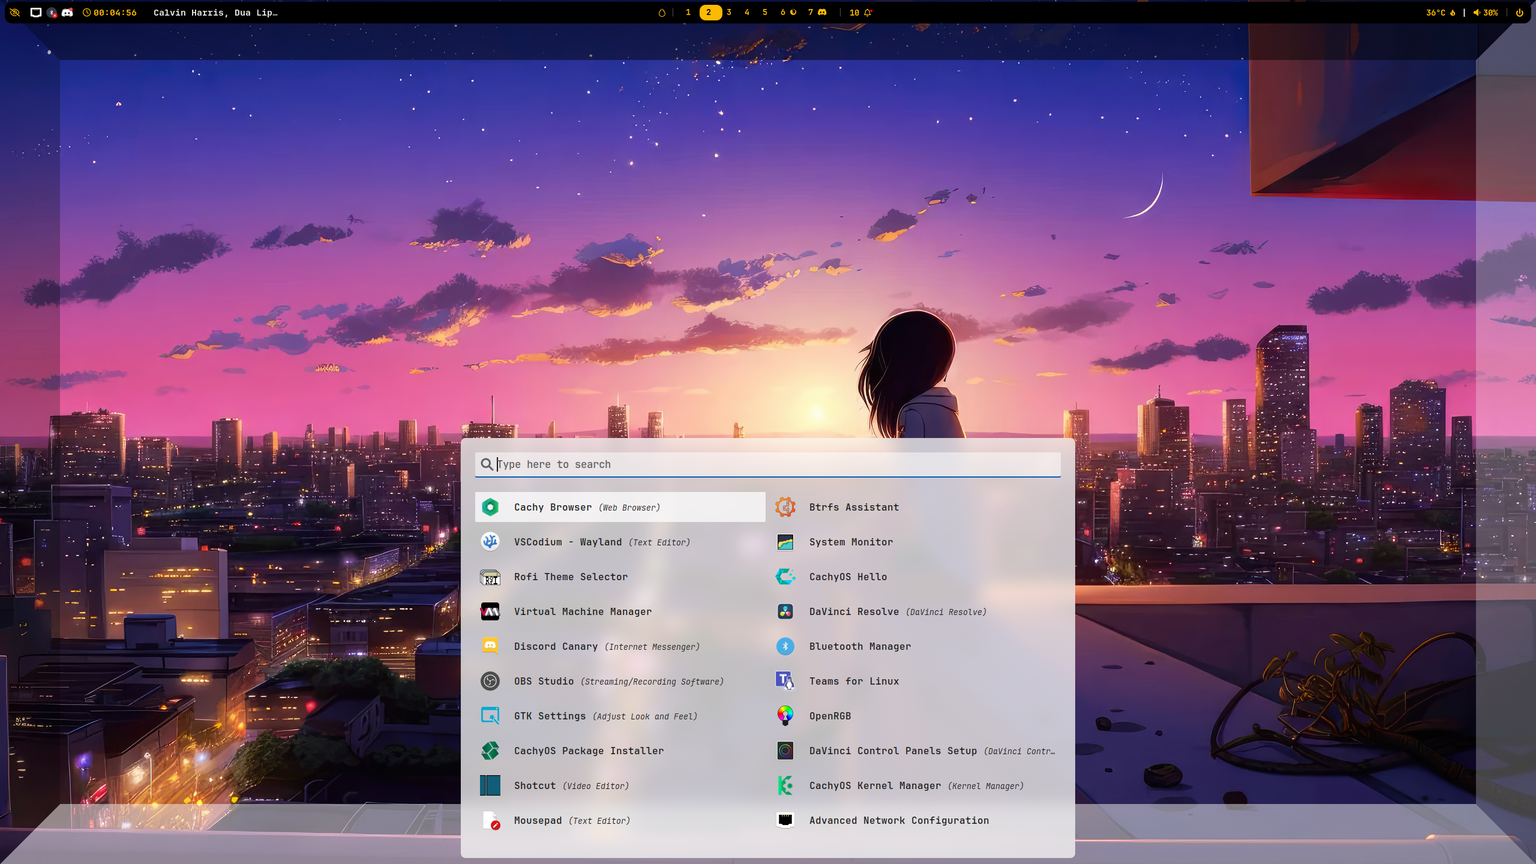 00:04:56 Calvin Harris, Dua Lip… 1 2 3 4 5 6 7 10 36°C | 30%
Type here to search
Cachy Browser (Web Browser)
Btrfs Assistant
VSCodium - Wayland (Text Editor)
System Monitor
Rofi Theme Selector
CachyOS Hello
Virtual Machine Manager
DaVinci Resolve (DaVinci Resolve)
Discord Canary (Internet Messenger)
Bluetooth Manager
OBS Studio (Streaming/Recording Software)
Teams for Linux
GTK Settings (Adjust Look and Feel)
OpenRGB
CachyOS Package Installer
DaVinci Control Panels Setup (DaVinci Contr…
Shotcut (Video Editor)
CachyOS Kernel Manager (Kernel Manager)
Mousepad (Text Editor)
Advanced Network Configuration